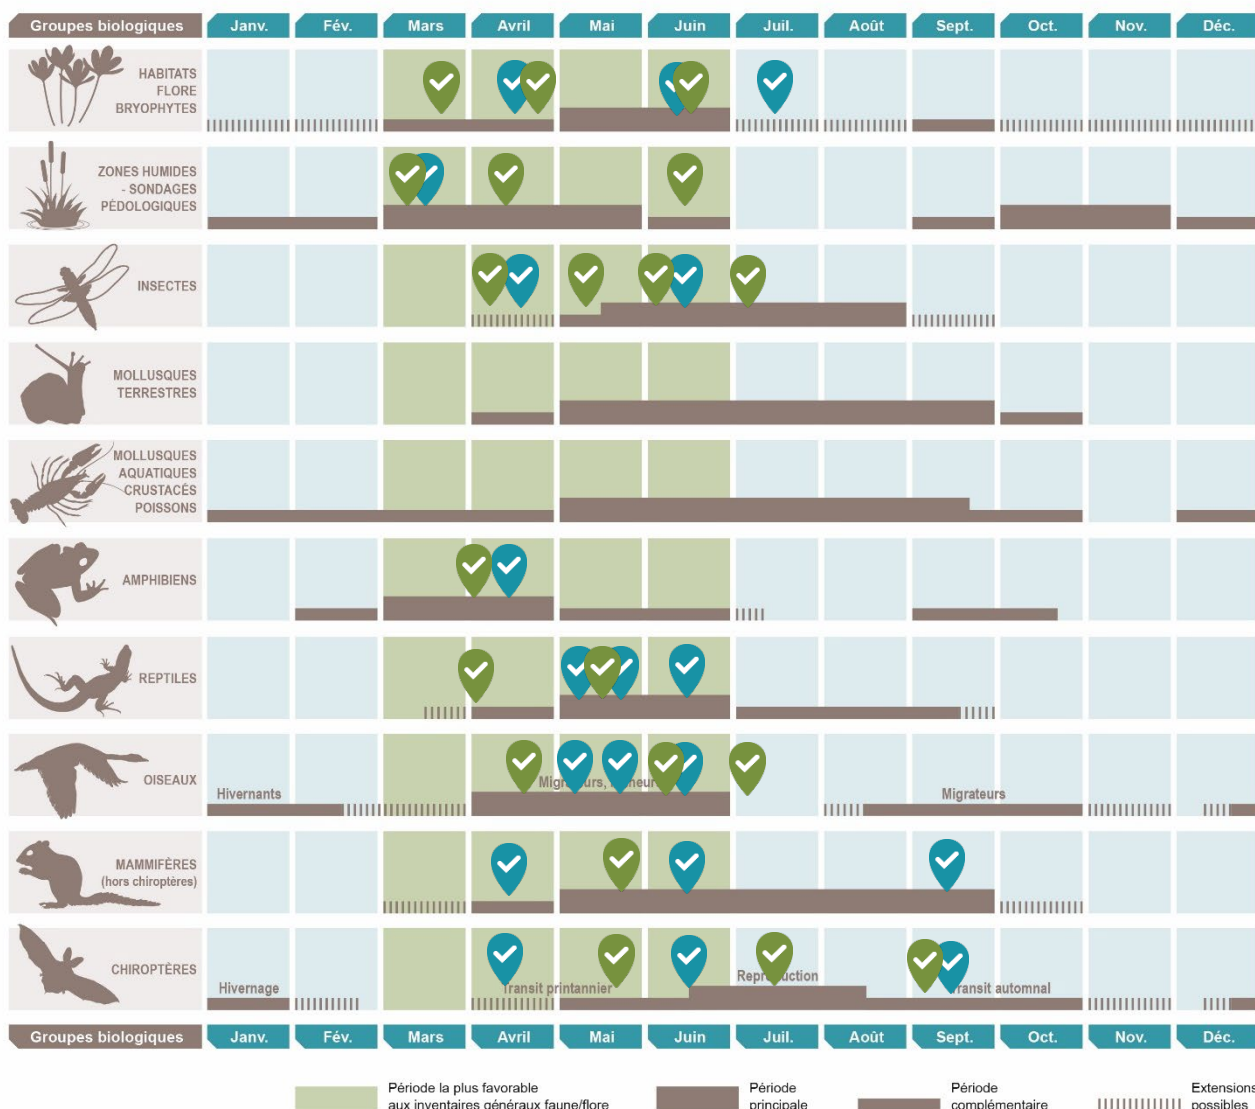 Groupes biologiques Janv. Fév. Mars Avril Mai Juin Juil. Août Sept. Oct. Nov. Déc.
HABITATS
FLORE
BRYOPHYTES
ZONES HUMIDES
- SONDAGES
PÉDOLOGIQUES
INSECTES
MOLLUSQUES
TERRESTRES
MOLLUSQUES
AQUATIQUES
CRUSTACÉS
POISSONS
AMPHIBIENS
REPTILES
OISEAUX
Hivernants
Migrateurs,
Migrateurs
MAMMIFÈRES
(hors chiroptères)
CHIROPTÈRES
Hivernage
Transit printannier
Reproduction
Transit automnal
Groupes biologiques Janv. Fév. Mars Avril Mai Juin Juil. Août Sept. Oct. Nov. Déc.
Période la plus favorable
aux inventaires généraux faune/flore
Période
principale
Période
complémentaire
Extensions
possibles